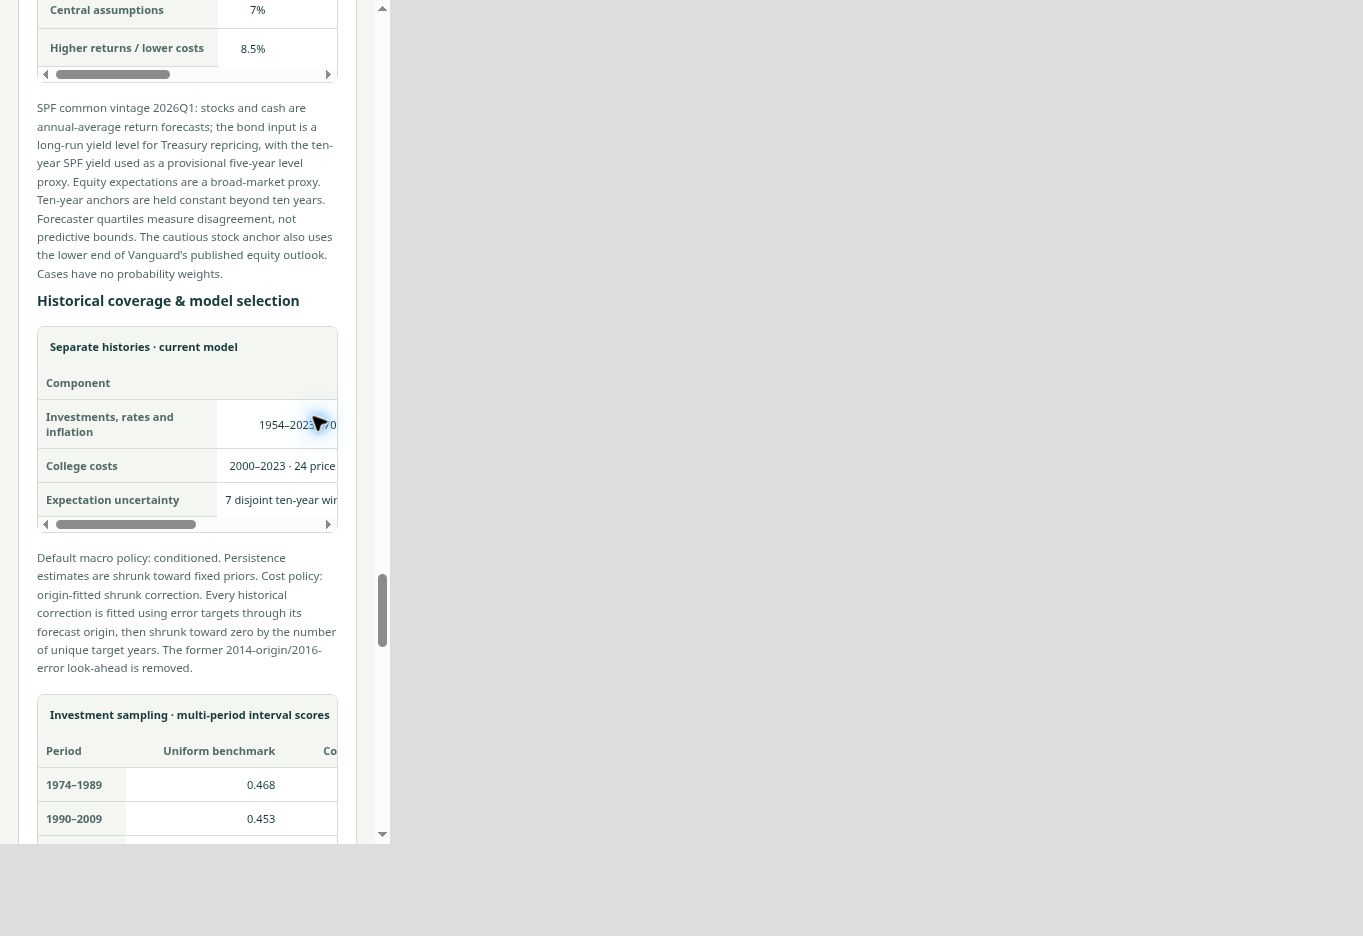 Central assumptions 7%
Higher returns / lower costs 8.5%
SPF common vintage 2026Q1: stocks and cash are
annual-average return forecasts; the bond input is a
long-run yield level for Treasury repricing, with the ten-
year SPF yield used as a provisional five-year level
proxy. Equity expectations are a broad-market proxy.
Ten-year anchors are held constant beyond ten years.
Forecaster quartiles measure disagreement, not
predictive bounds. The cautious stock anchor also uses
the lower end of Vanguard’s published equity outlook.
Cases have no probability weights.
Historical coverage & model selection
Separate histories · current model
Component
Investments, rates and
inflation
1954–2023 70
College costs 2000–2023 · 24 price
Expectation uncertainty 7 disjoint ten-year
Default macro policy: conditioned. Persistence
estimates are shrunk toward fixed priors. Cost policy:
origin-fitted shrunk correction. Every historical
correction is fitted using error targets through its
forecast origin, then shrunk toward zero by the number
of unique target years. The former 2014-origin/2016-
error look-ahead is removed.
Investment sampling · multi-period interval scores
Period Uniform benchmark Co
1974–1989 0.468
1990–2009 0.453